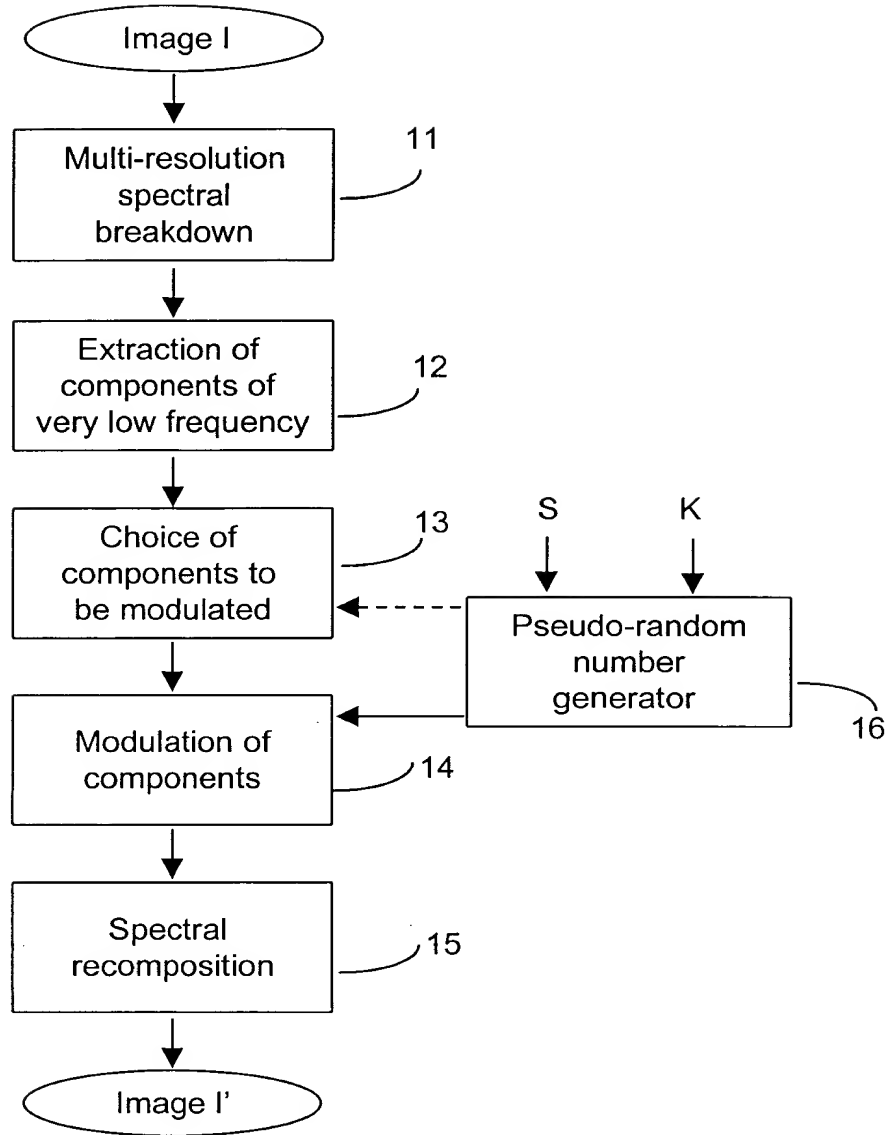 Image I
Multi-resolution
spectral
breakdown
11
Extraction of
components of
very low frequency
12
Choice of
components to
be modulated
13
S
K
Pseudo-random
number
generator
16
Modulation of
components
14
Spectral
recomposition
15
Image I'